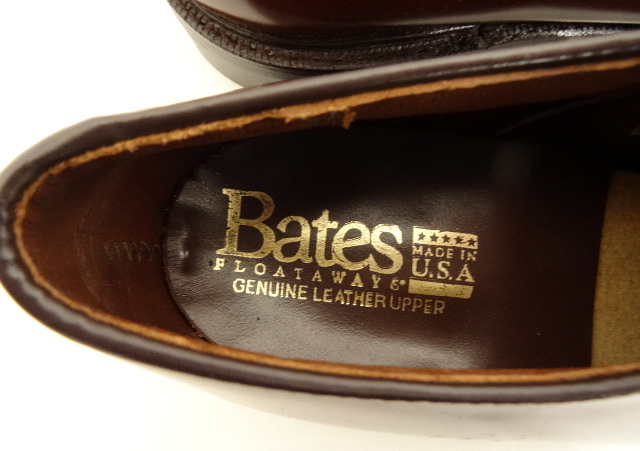 Bates
FLOATAWAYS
GENUINE LEATHER UPPER
MADE IN
U.S.A